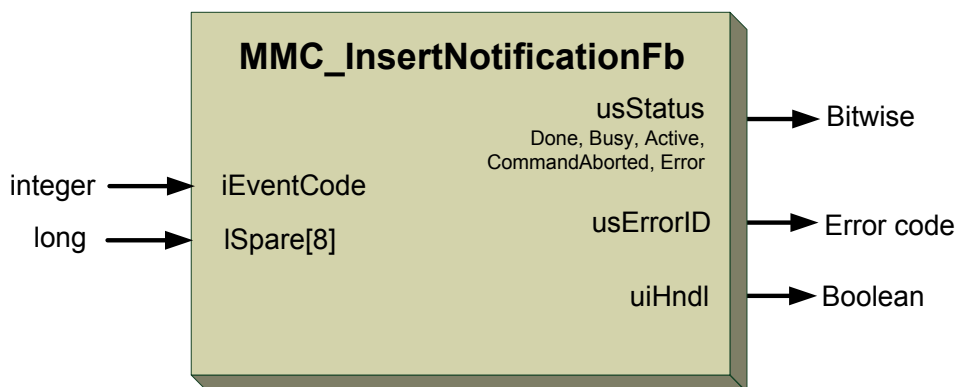 MMC_InsertNotificationFb
usStatus
Bitwise
Done, Busy, Active,
CommandAborted, Error
integer
iEventCode
long
lSpare[8]
usErrorID
Error code
uiHndl
Boolean